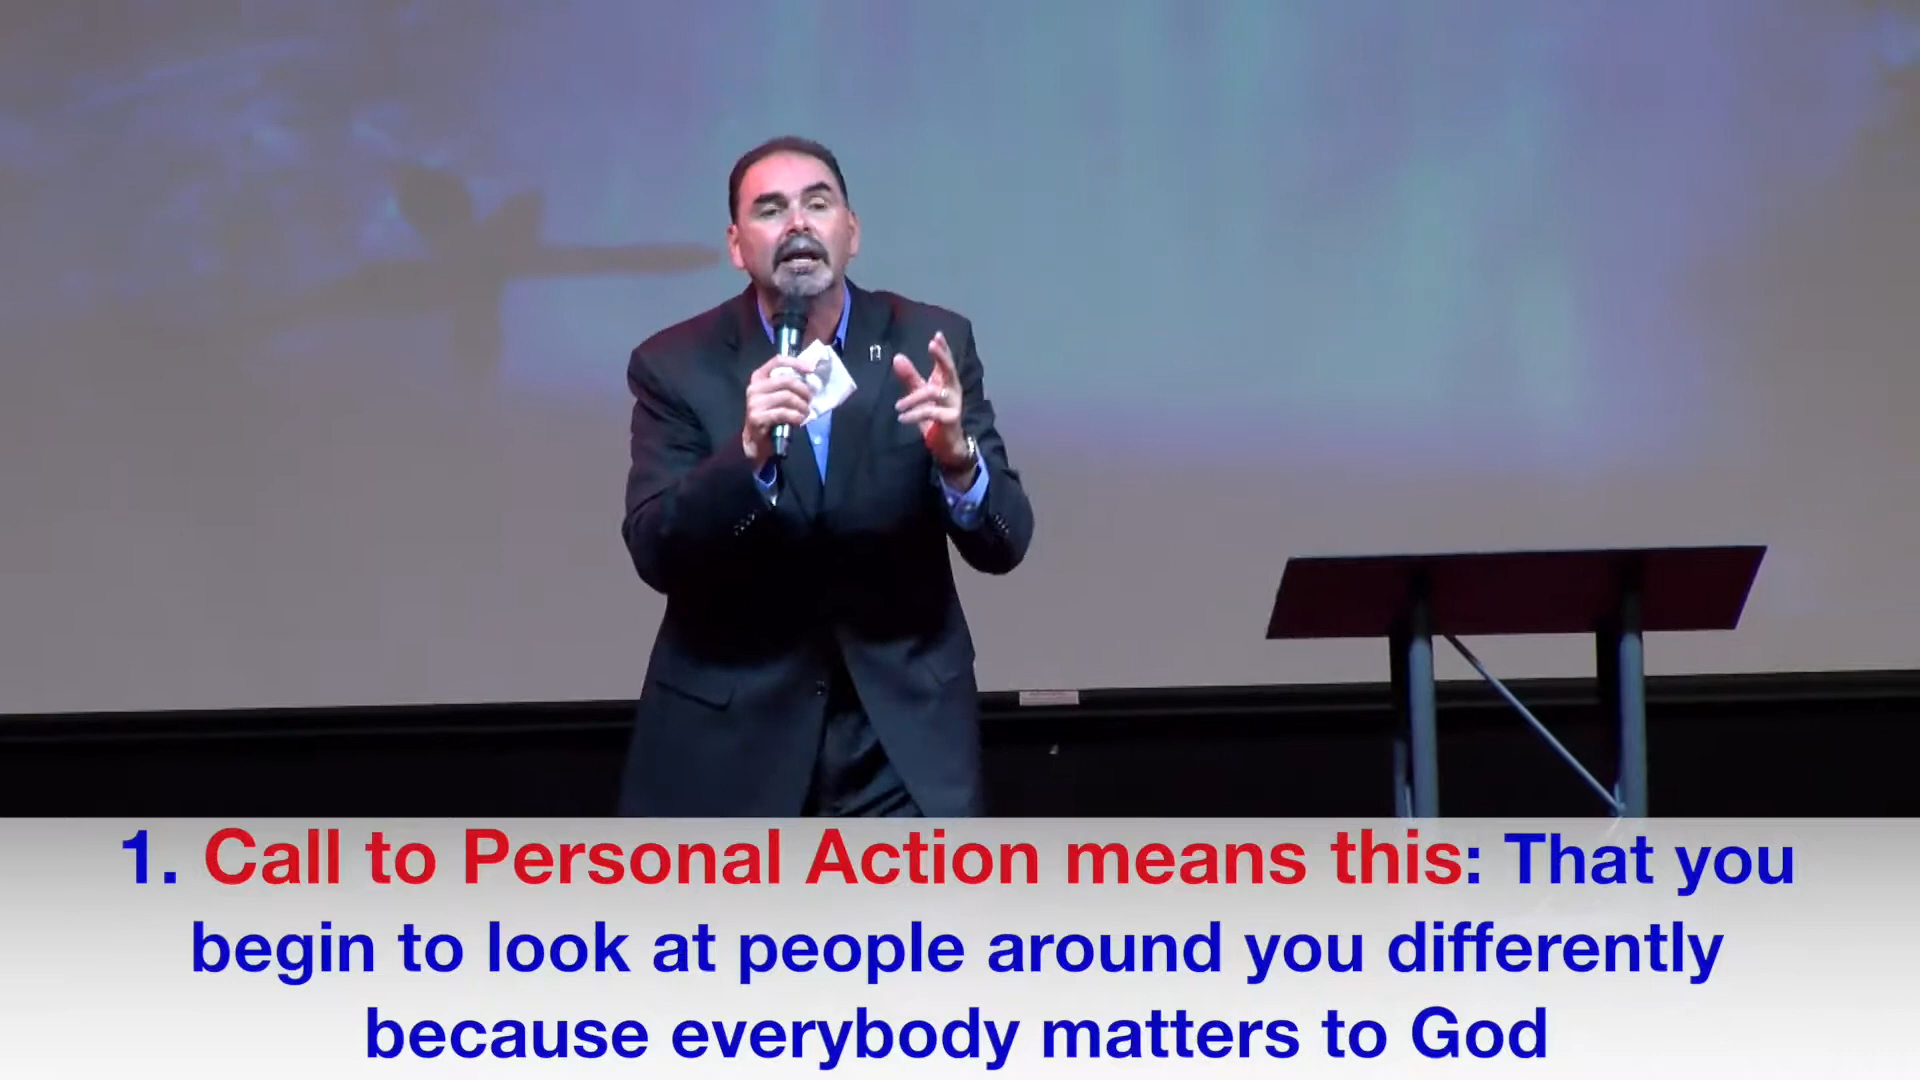 1. Call to Personal Action means this: That you
begin to look at people around you differently
because everybody matters to God